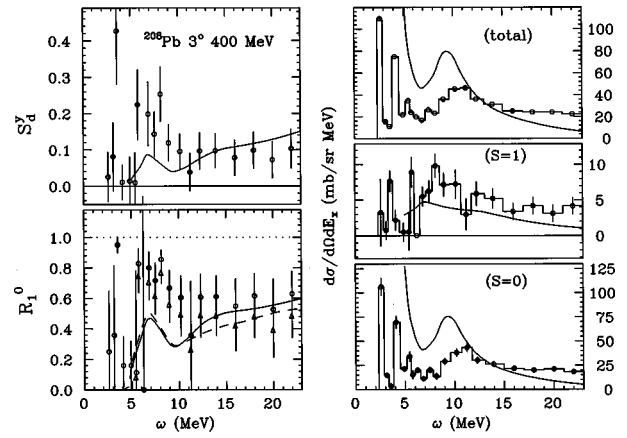 ²⁰⁸Pb 3° 400 MeV
S_d^y
0.4
0.3
0.2
0.1
0.0
R₁⁰
1.0
0.8
0.6
0.4
0.2
0.0
0 5 10 15 20
ω (MeV)
dσ/dΩdEₓ (mb/sr MeV)
(total)
100
80
60
40
20
0
(S=1)
10
5
0
(S=0)
125
100
75
50
25
0
0 5 10 15 20
ω (MeV)